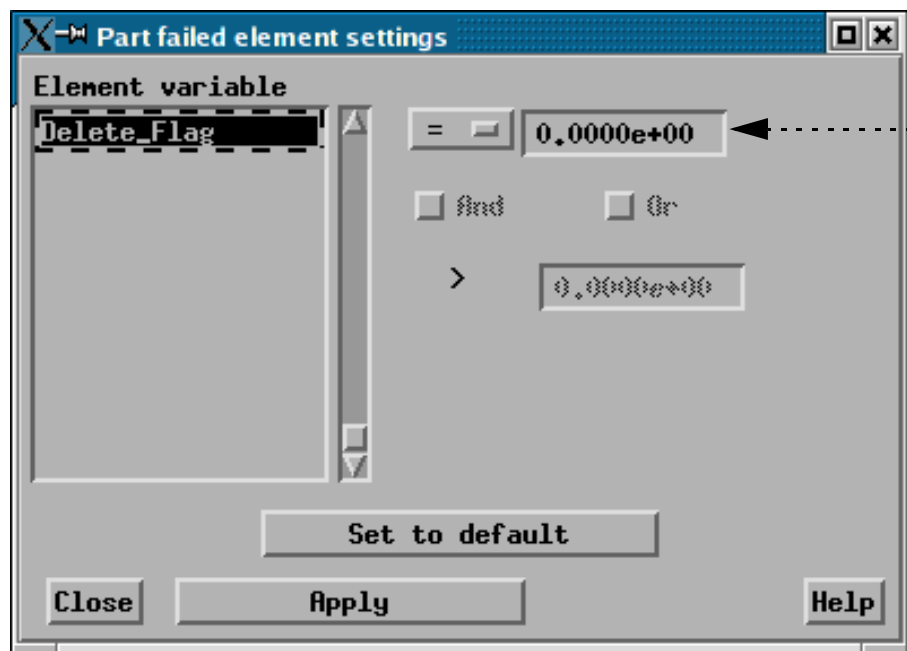 Part failed element settings
Element variable
Delete_Flag
= 0.0000e+00
And Or
> 0.0000e+00
Set to default
Close Apply Help